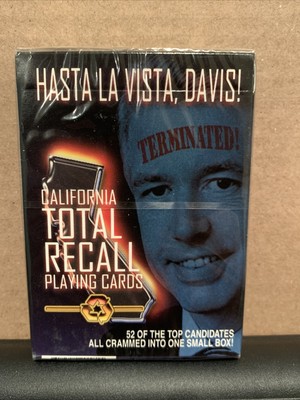 HASTA LA VISTA, DAVIS!
TERMINATED!
CALIFORNIA
TOTAL
RECALL
PLAYING CARDS
52 OF THE TOP CANDIDATES
ALL CRAMMED INTO ONE SMALL BOX!